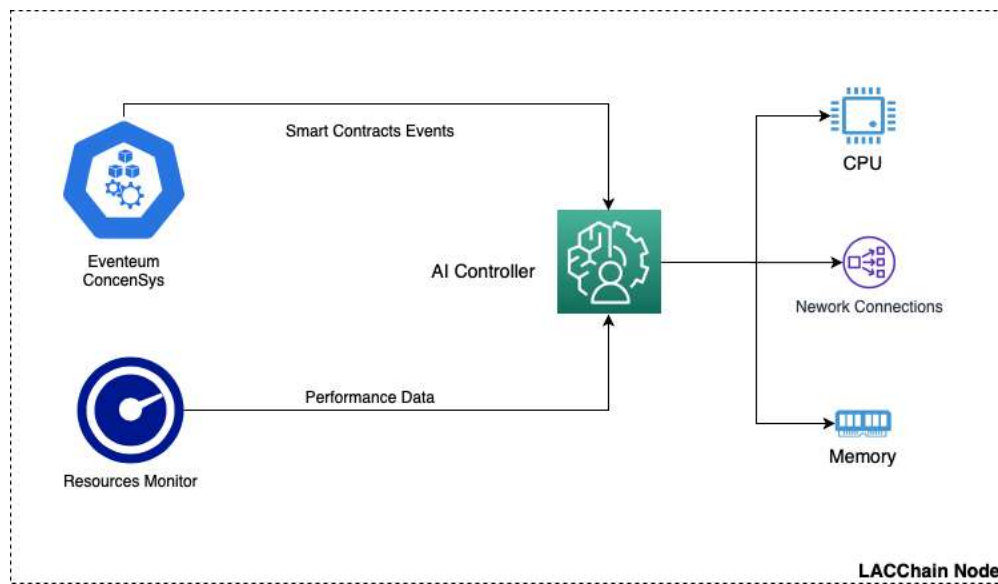 Smart Contracts Events
CPU
Eventeum
ConcenSys
AI Controller
Nework Connections
Performance Data
Resources Monitor
Memory
LACChain Node